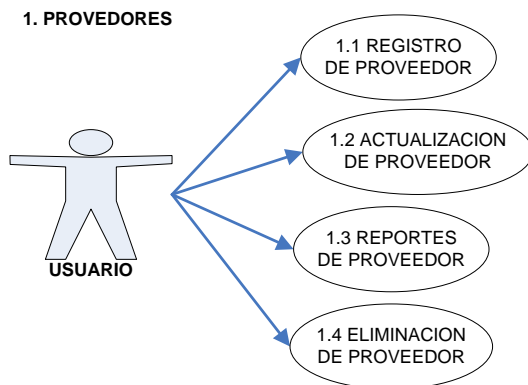 1. PROVEDORES
1.1 REGISTRO
DE PROVEEDOR
1.2 ACTUALIZACION
DE PROVEEDOR
1.3 REPORTES
DE PROVEEDOR
USUARIO
1.4 ELIMINACION
DE PROVEEDOR